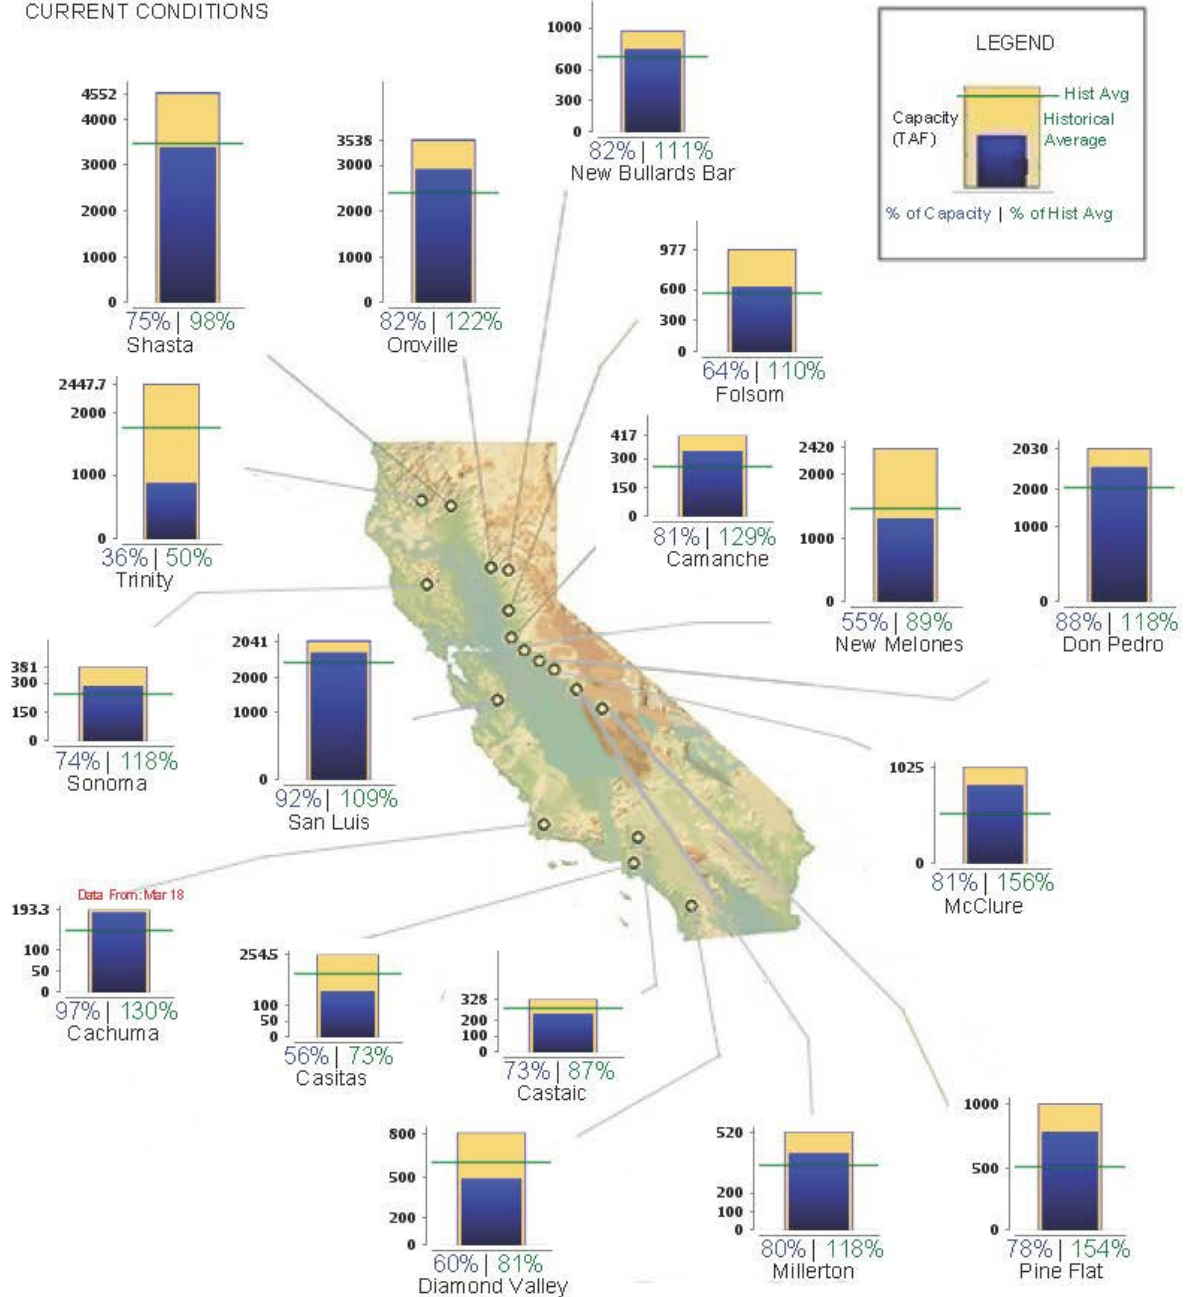 CURRENT CONDITIONS
1000
600
300
0
82% | 111%
New Bullards Bar
LEGEND
Hist Avg
Capacity
(TAF)
Historical
Average
% of Capacity | % of Hist Avg
4552
4000
3000
2000
1000
0
75% | 98%
Shasta
3538
2000
1000
0
82% | 122%
Oroville
977
600
300
0
64% | 110%
Folsom
2447.7
2000
1000
0
36% | 50%
Trinity
417
300
150
0
81% | 129%
Camanche
2420
2000
1000
0
55% | 89%
New Melones
2030
2000
1000
0
88% | 118%
Don Pedro
381
300
150
0
74% | 118%
Sonoma
2041
2000
1000
0
92% | 109%
San Luis
1025
0
81% | 156%
McClure
Data From: Mar 18
193.3
100
50
0
97% | 130%
Cachuma
254.5
100
50
0
56% | 73%
Casitas
328
200
100
0
73% | 87%
Castaic
800
500
200
0
60% | 81%
Diamond Valley
520
200
100
0
80% | 118%
Millerton
1000
500
0
78% | 154%
Pine Flat